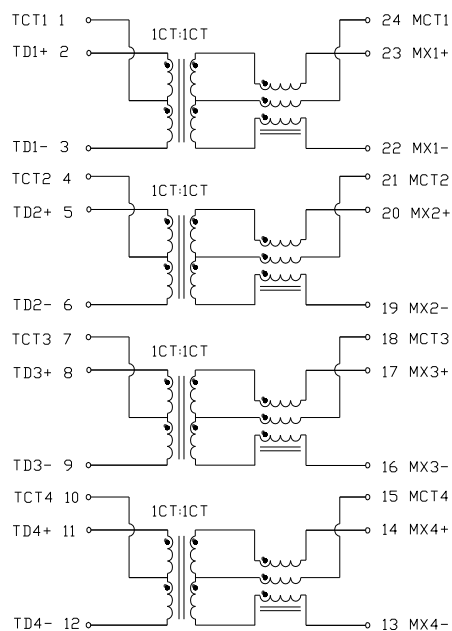 TCT1 1 24 MCT1
1CT:1CT
TD1+ 2 23 MX1+
TD1- 3 22 MX1-
TCT2 4 21 MCT2
1CT:1CT
TD2+ 5 20 MX2+
TD2- 6 19 MX2-
TCT3 7 18 MCT3
1CT:1CT
TD3+ 8 17 MX3+
TD3- 9 16 MX3-
TCT4 10 15 MCT4
1CT:1CT
TD4+ 11 14 MX4+
TD4- 12 13 MX4-